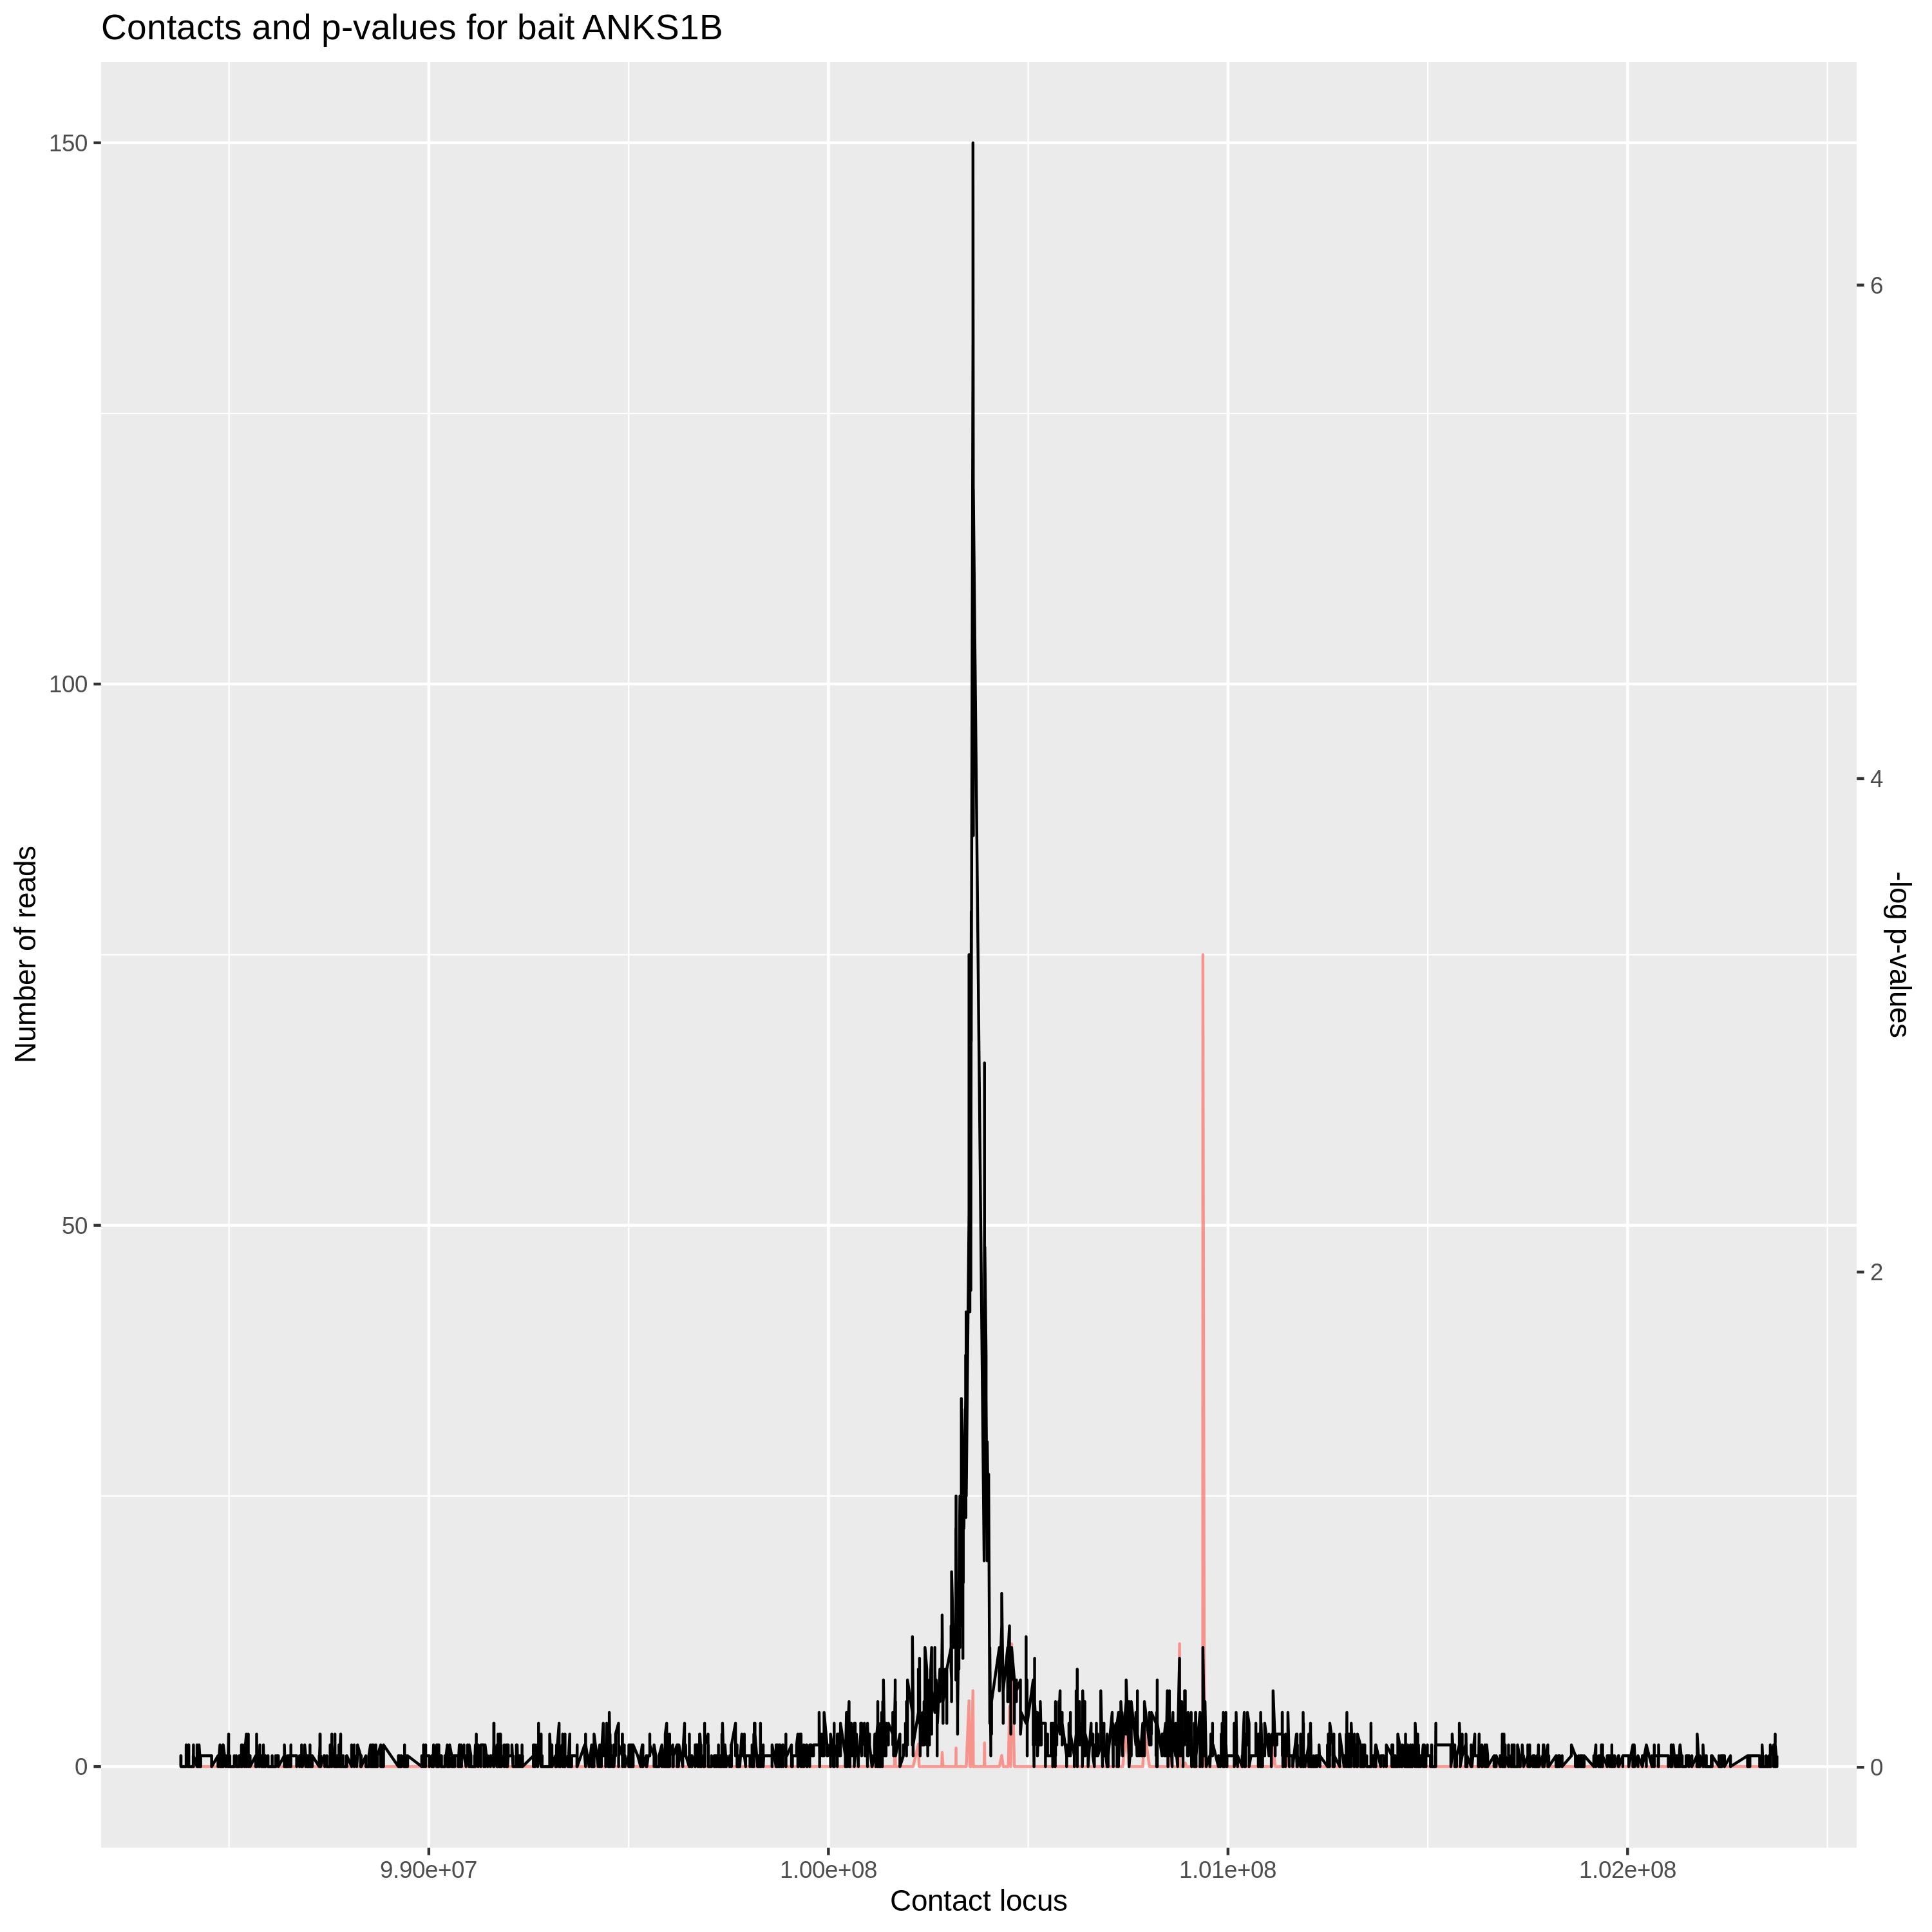 Contacts and p-values for bait ANKS1B
150
100
50
0
6
4
2
0
Number of reads
-log p-values
9.90e+07
1.00e+08
1.01e+08
1.02e+08
Contact locus